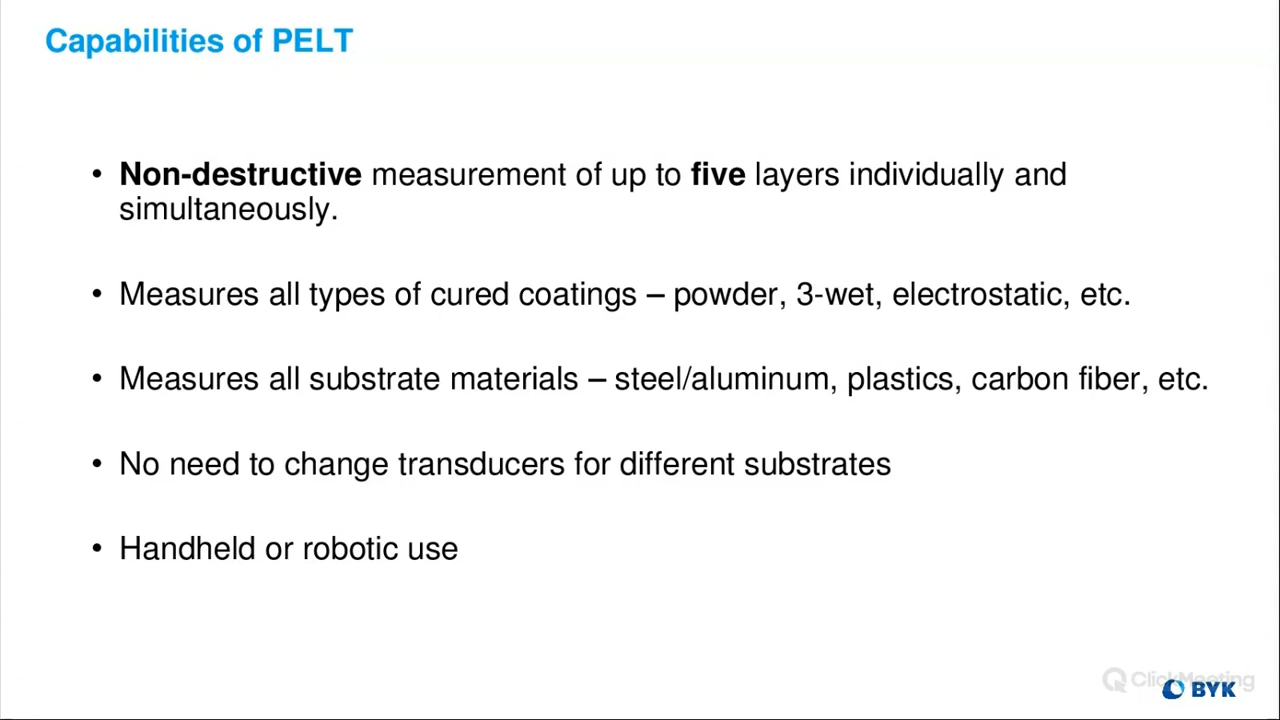 Capabilities of PELT
• Non-destructive measurement of up to five layers individually and
simultaneously.
• Measures all types of cured coatings – powder, 3-wet, electrostatic, etc.
• Measures all substrate materials – steel/aluminum, plastics, carbon fiber, etc.
• No need to change transducers for different substrates
• Handheld or robotic use
ClickMeeting
BYK